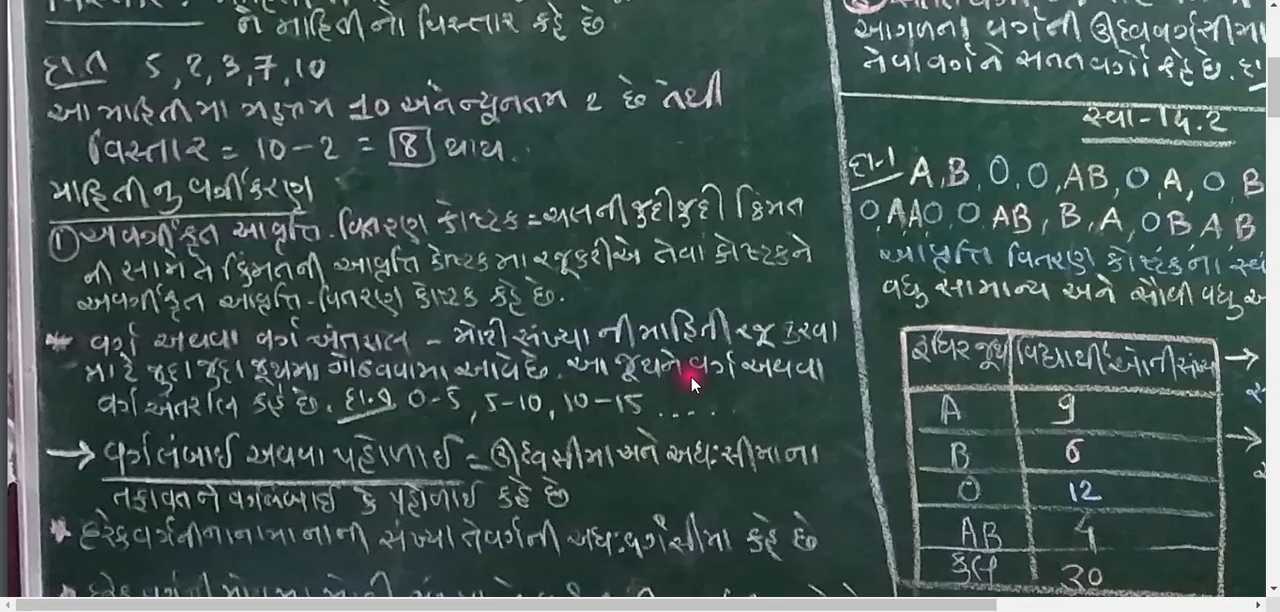 ને માહિતીનો વિસ્તાર કહે છે.
દા.ત 5, 2, 3, 7, 10
આ માહિતીમા મહત્તમ 10 અને ન્યૂનતમ 2 છે તેથી
વિસ્તાર = 10 - 2 = 8 થાય.
માહિતીનુ વર્ગીકરણ
① અવર્ગીકૃત આવૃત્તિ-વિતરણ કોષ્ટક = ચલની જુદીજુદી કિંમત
ની સામે તે કિંમતની આવૃત્તિ કોષ્ટકમા રજૂકરીએ તેવા કોષ્ટકને
અવર્ગીકૃત આવૃત્તિ-વિતરણ કોષ્ટક કહે છે.
* વર્ગ અથવા વર્ગ અંતરાલ - મોટી સંખ્યાની માહિતી રજૂ કરવા
માટે જુદા જુદા જૂથમા ગોઠવવામા આવે છે. આ જૂથને વર્ગ અથવા
વર્ગ અંતરાલ કહે છે. 0-5, 5-10, 10-15 .....
→ વર્ગલંબાઈ અથવા પહોળાઈ = ઊર્ધ્વસીમા અને અધઃસીમાના
તફાવતને વર્ગલંબાઈ કે પહોળાઈ કહે છે
* દરેક વર્ગની નાનામાનાની સંખ્યા તે વર્ગની અધઃવર્ગસીમા કહે છે
આગળના વર્ગની ઊર્ધ્વવર્ગસીમા
તેવા વર્ગને સતત વર્ગો કહે છે.
સ્વા-14.2
દા-1 A, B, O, O, AB, O, A, O B
O, A A O, O AB, B, A, O B A B
આવૃત્તિ વિતરણ કોષ્ટકના
વધુ સામાન્ય અને સૌથી વધુ
રુધિરજૂથ વિદ્યાર્થીઓની સંખ્યા →
A 9
B 6 →
O 12
AB 4
કુલ 30